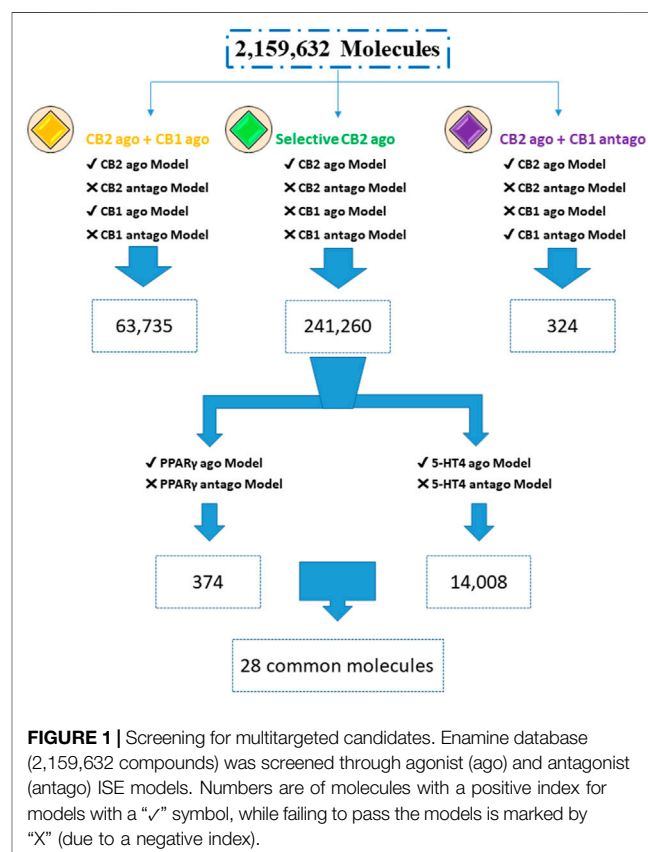 2,159,632 Molecules
CB2 ago + CB1 ago
✓ CB2 ago Model
✕ CB2 antago Model
✓ CB1 ago Model
✕ CB1 antago Model
63,735
Selective CB2 ago
✓ CB2 ago Model
✕ CB2 antago Model
✕ CB1 ago Model
✕ CB1 antago Model
241,260
CB2 ago + CB1 antago
✓ CB2 ago Model
✕ CB2 antago Model
✕ CB1 ago Model
✓ CB1 antago Model
324
✓ PPARγ ago Model
✕ PPARγ antago Model
374
✓ 5-HT4 ago Model
✕ 5-HT4 antago Model
14,008
28 common molecules
FIGURE 1 | Screening for multitargeted candidates. Enamine database
(2,159,632 compounds) was screened through agonist (ago) and antagonist
(antago) ISE models. Numbers are of molecules with a positive index for
models with a “✓” symbol, while failing to pass the models is marked by
“X” (due to a negative index).